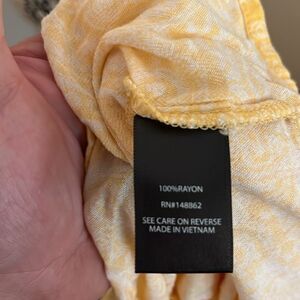 100%RAYON
RN#148862
SEE CARE ON REVERSE
MADE IN VIETNAM